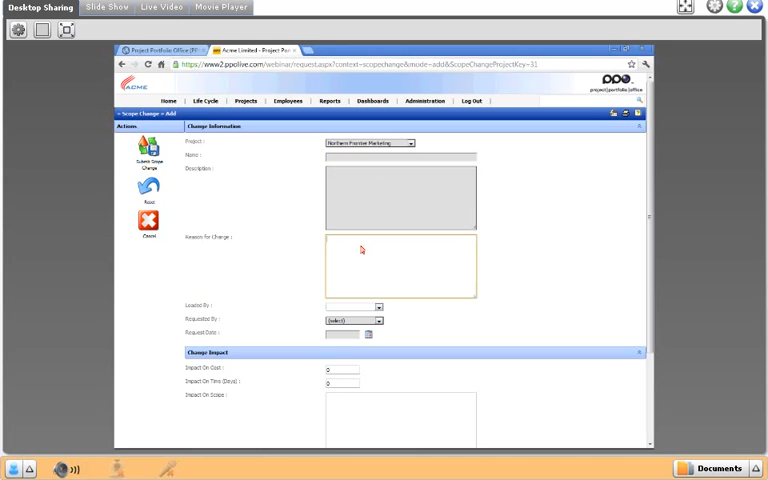 Desktop Sharing Slide Show Live Video Movie Player
Project Portfolio Office (PP Acme Limited - Project Por
https://www2.ppolive.com/webinar/request.aspx?context=scopechange&mode=add&ScopeChangeProjectKey=31
ACME
PPO
project|portfolio|office
Home Life Cycle Projects Employees Reports Dashboards Administration Log Out
» Scope Change » Add
Actions Change Information
Project : Northern Frontier Marketing
Submit Scope Change
Name :
Description :
Reset
Cancel
Reason for Change :
Loaded By :
Requested By : (select)
Request Date :
Change Impact
Impact On Cost : 0
Impact On Time (Days) : 0
Impact On Scope :
Documents